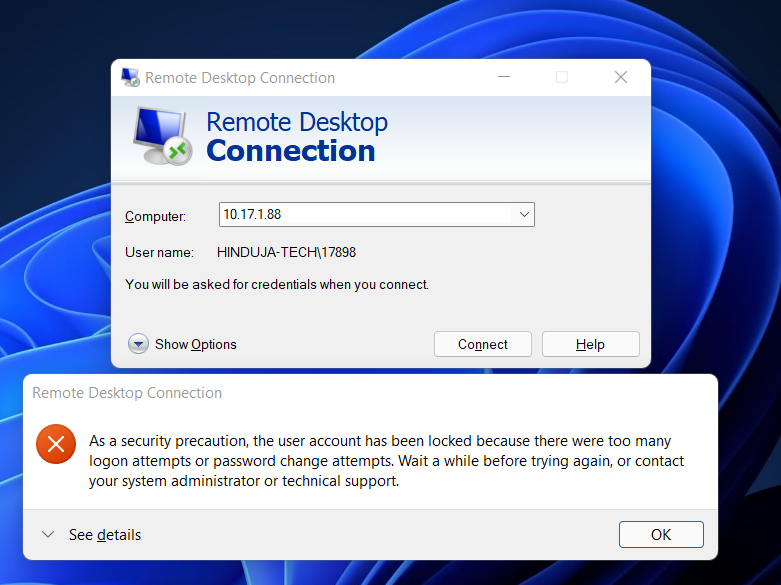 Remote Desktop Connection
Remote Desktop
Connection
Computer:
10.17.1.88
User name:
HINDUJA-TECH\17898
You will be asked for credentials when you connect.
Show Options
Connect
Help
Remote Desktop Connection
As a security precaution, the user account has been locked because there were too many
logon attempts or password change attempts. Wait a while before trying again, or contact
your system administrator or technical support.
See details
OK